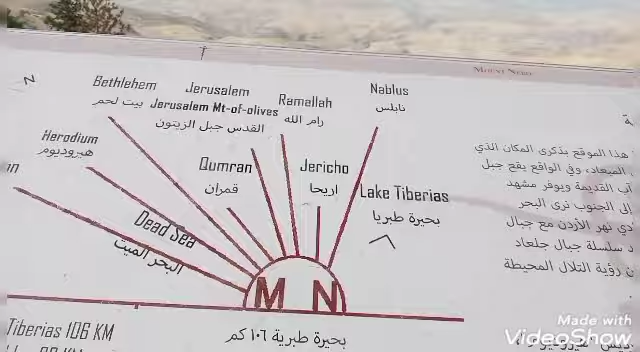 MOUNT NEBO
N
Bethlehem
بيت لحم
Jerusalem
Jerusalem Mt-of-olives
القدس جبل الزيتون
Ramallah
رام الله
Nablus
نابلس
Herodium
هيروديوم
Qumran
قمران
Jericho
اريحا
Lake Tiberias
بحيرة طبريا
Dead Sea
البحر الميت
M N
Tiberias 106 KM
بحيرة طبرية ١٠٦ كم
هذا الموقع بذكرى المكان الذي
وفي الواقع يقع جبل
القديمة ويوفر مشهد
إلى الجنوب نرى البحر
نهر الأردن مع جبال
سلسلة جبال جلعاد
رؤية التلال المحيطة
Made with
VideoShow